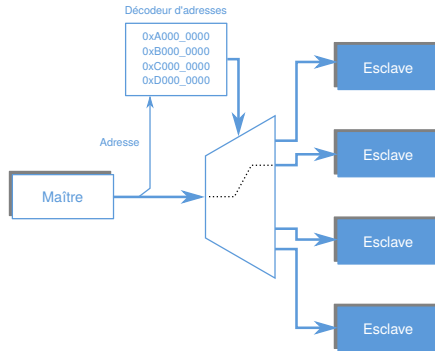 Décodeur d'adresses
0xA000_0000
0xB000_0000
0xC000_0000
0xD000_0000
Adresse
Maître
Esclave
Esclave
Esclave
Esclave